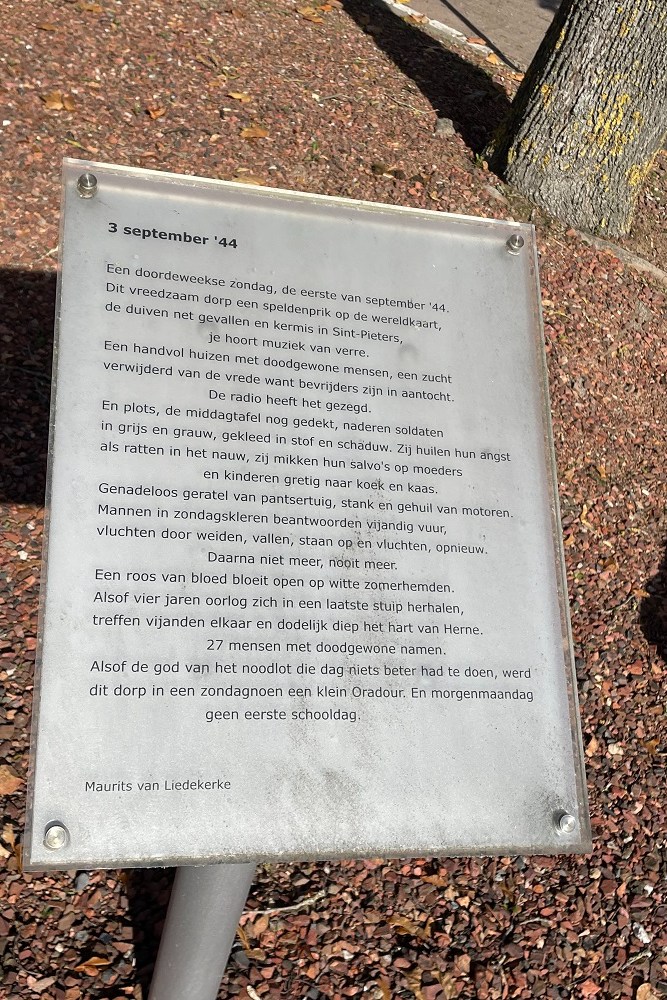 3 september '44
Een doordeweekse zondag, de eerste van september '44.
Dit vreedzaam dorp een speldenprik op de wereldkaart,
de duiven net gevallen en kermis in Sint-Pieters,
je hoort muziek van verre.
Een handvol huizen met doodgewone mensen, een zucht
verwijderd van de vrede want bevrijders zijn in aantocht.
De radio heeft het gezegd.
En plots, de middagtafel nog gedekt, naderen soldaten
in grijs en grauw, gekleed in stof en schaduw. Zij huilen hun angst
als ratten in het nauw, zij mikken hun salvo's op moeders
en kinderen gretig naar koek en kaas.
Genadeloos geratel van pantsertuig, stank en gehuil van motoren.
Mannen in zondagskleren beantwoorden vijandig vuur,
vluchten door weiden, vallen, staan op en vluchten, opnieuw.
Daarna niet meer, nooit meer.
Een roos van bloed bloeit open op witte zomerhemden.
Alsof vier jaren oorlog zich in een laatste stuip herhalen,
treffen vijanden elkaar en dodelijk diep het hart van Herne.
27 mensen met doodgewone namen.
Alsof de god van het noodlot die dag niets beter had te doen, werd
dit dorp in een zondagnoen een klein Oradour. En morgenmaandag
geen eerste schooldag.
Maurits van Liedekerke